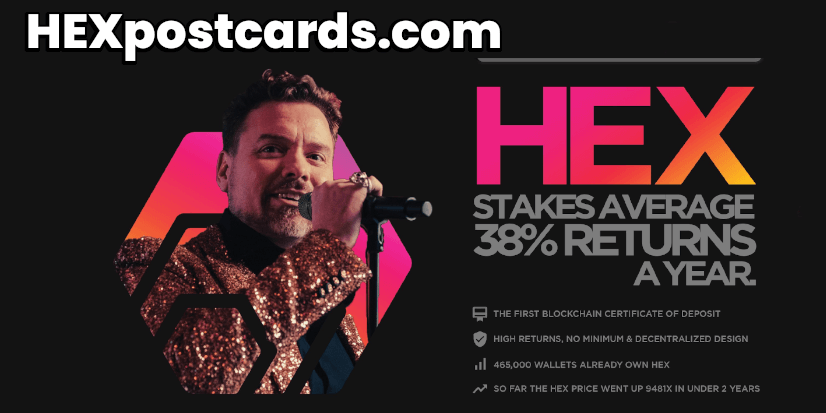 HEXpostcards.com
HEX
STAKES AVERAGE
38% RETURNS
A YEAR.
THE FIRST BLOCKCHAIN CERTIFICATE OF DEPOSIT
HIGH RETURNS, NO MINIMUM & DECENTRALIZED DESIGN
465,000 WALLETS ALREADY OWN HEX
SO FAR THE HEX PRICE WENT UP 9481X IN UNDER 2 YEARS